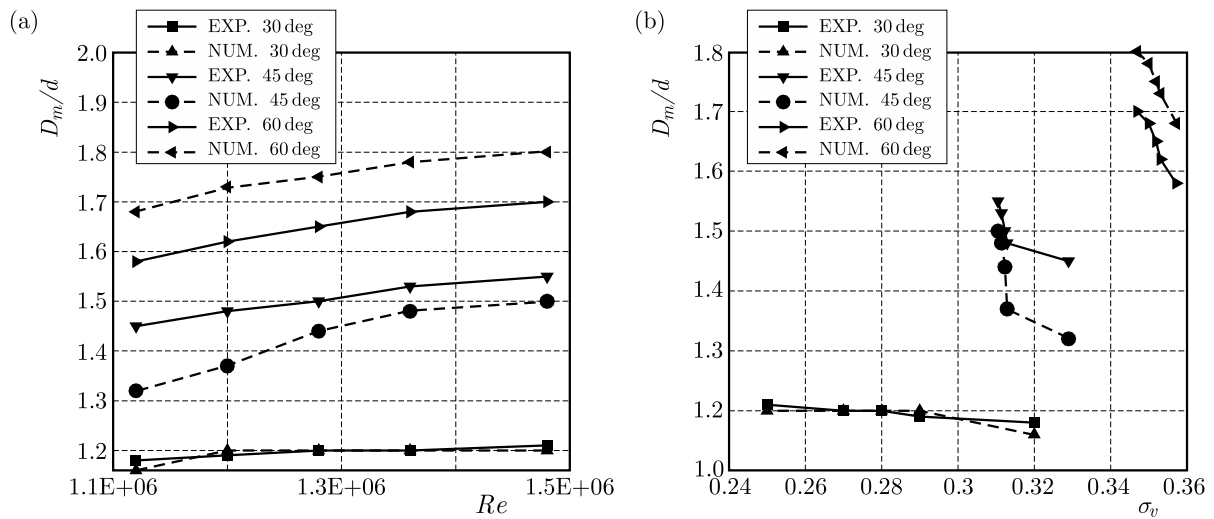 (a)
EXP. 30 deg
NUM. 30 deg
EXP. 45 deg
NUM. 45 deg
EXP. 60 deg
NUM. 60 deg
D_m/d
2.0
1.9
1.8
1.7
1.6
1.5
1.4
1.3
1.2
1.1E+06 1.3E+06 1.5E+06
Re
(b)
EXP. 30 deg
NUM. 30 deg
EXP. 45 deg
NUM. 45 deg
EXP. 60 deg
NUM. 60 deg
D_m/d
1.8
1.7
1.6
1.5
1.4
1.3
1.2
1.0
0.24 0.26 0.28 0.3 0.32 0.34 0.36
σ_v